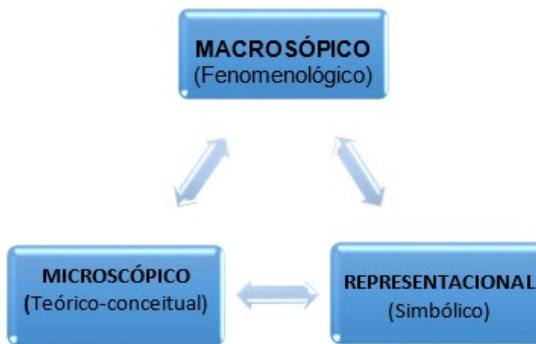 MACROSÓPICO
(Fenomenológico)
MICROSCÓPICO
(Teórico-conceitual)
REPRESENTACIONAL
(Simbólico)